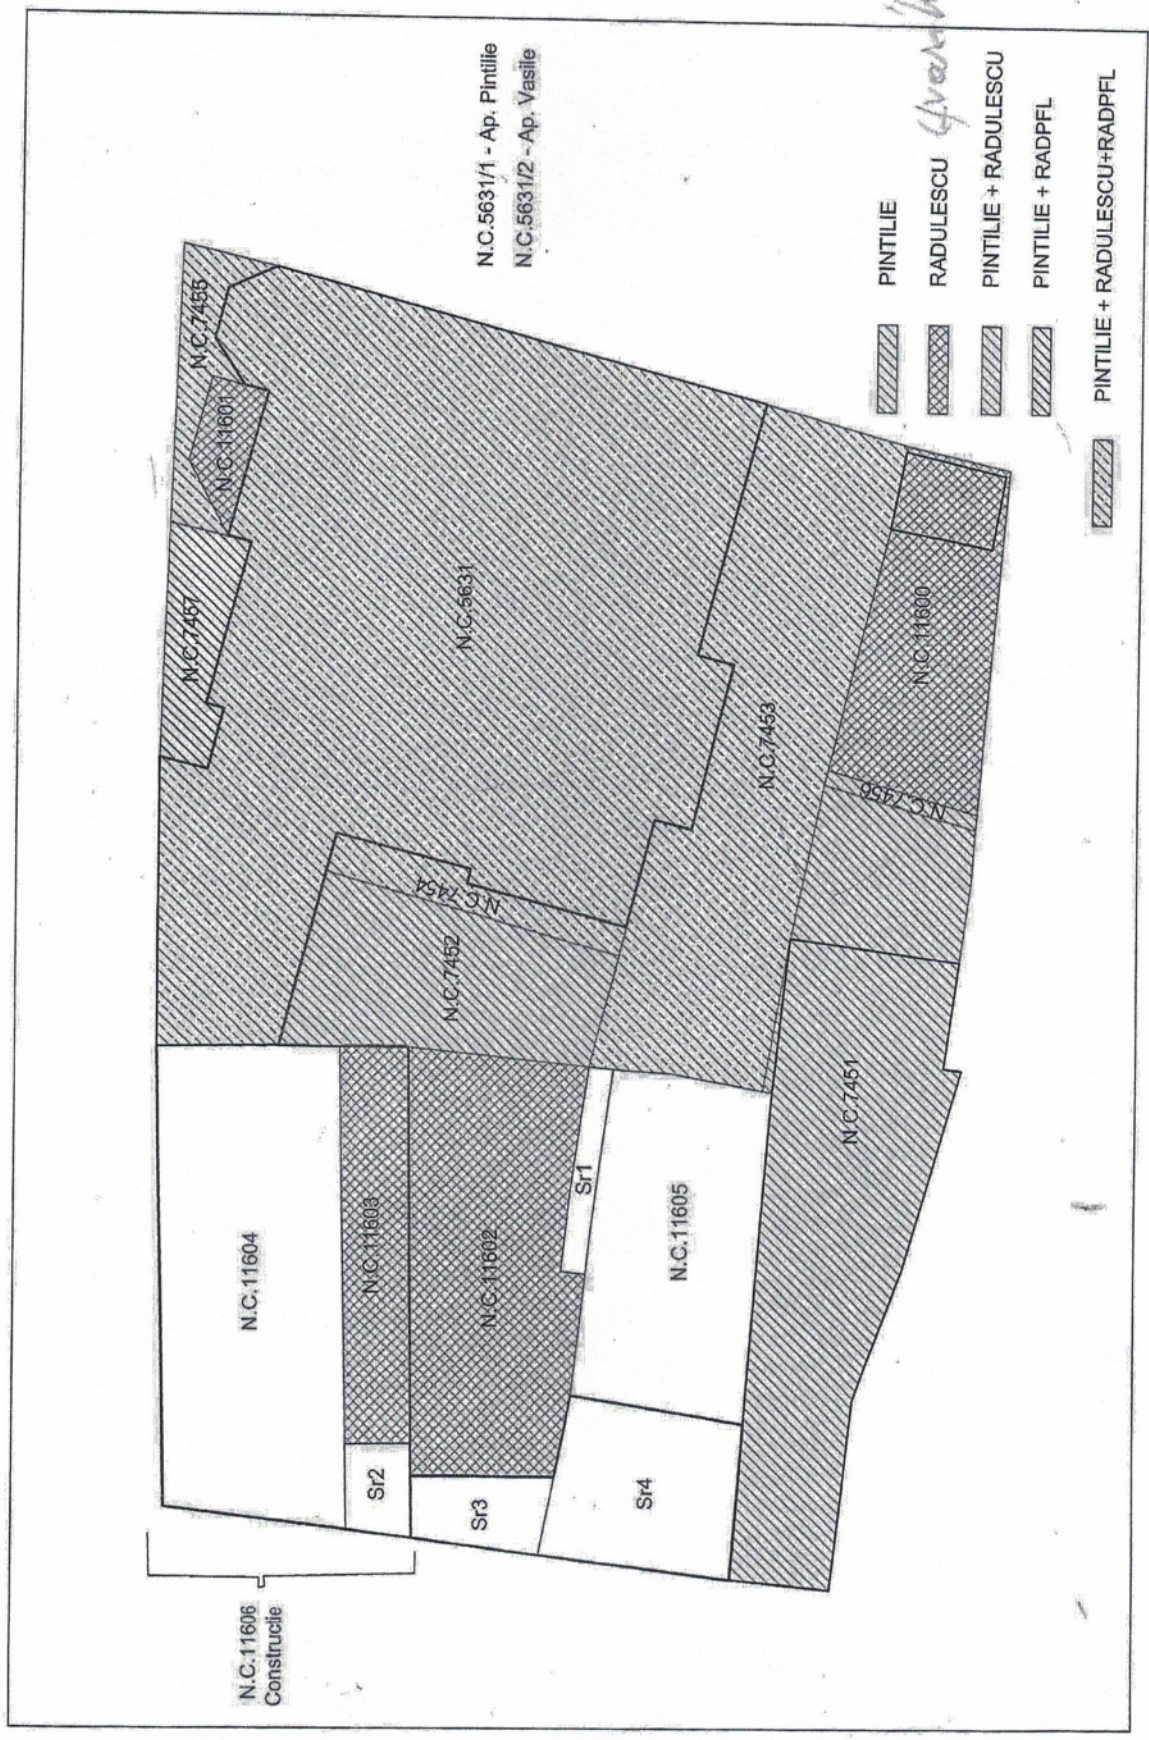 N.C.5631/1 - Ap. Pintilie
N.C.5631/2 - Ap. Vasile
N.C.7455
N.C.11601
N.C.7457
N.C.5631
N.C.7454
N.C.7452
N.C.7453
N.C.11600
N.C.7456
N.C.7451
N.C.11604
N.C.11603
N.C.11602
Sr1
N.C.11605
Sr2
Sr3
Sr4
N.C.11606
Constructie
PINTILIE
RADULESCU
PINTILIE + RADULESCU
PINTILIE + RADPFL
PINTILIE + RADULESCU+RADPFL